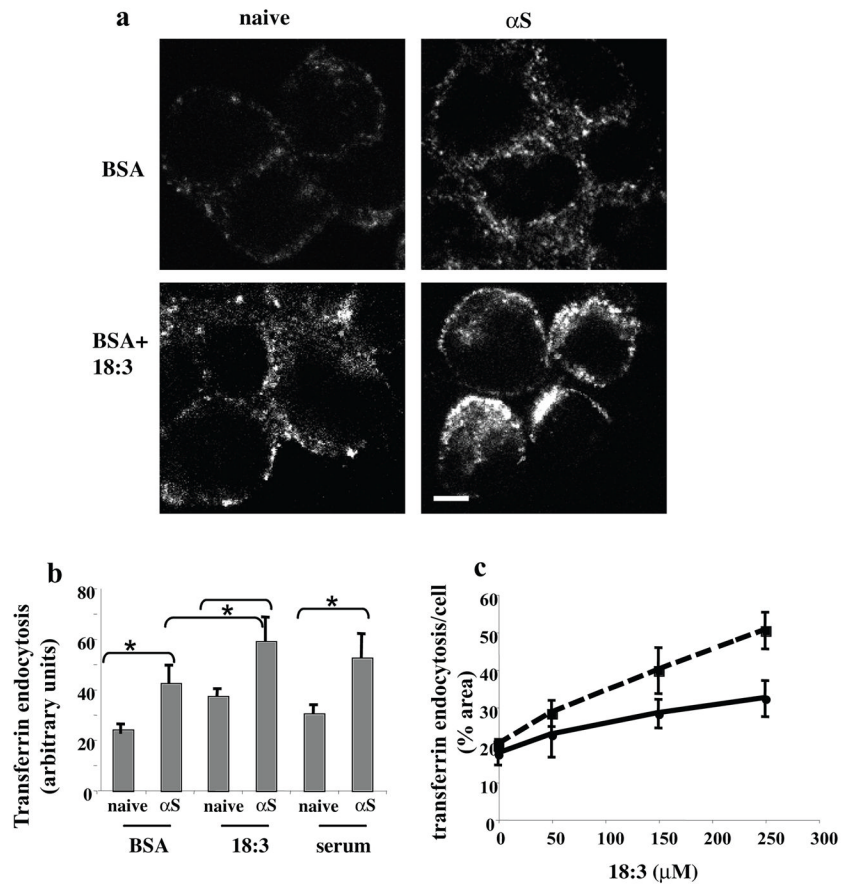 a
naive
αS
BSA
BSA+
18:3
b
Transferrin endocytosis
(arbitrary units)
80
60
40
20
0
*
*
*
naive
αS
naive
αS
naive
αS
BSA
18:3
serum
c
transferrin endocytosis/cell
(% area)
60
50
40
30
20
10
0
0
50
100
150
200
250
300
18:3 (μM)